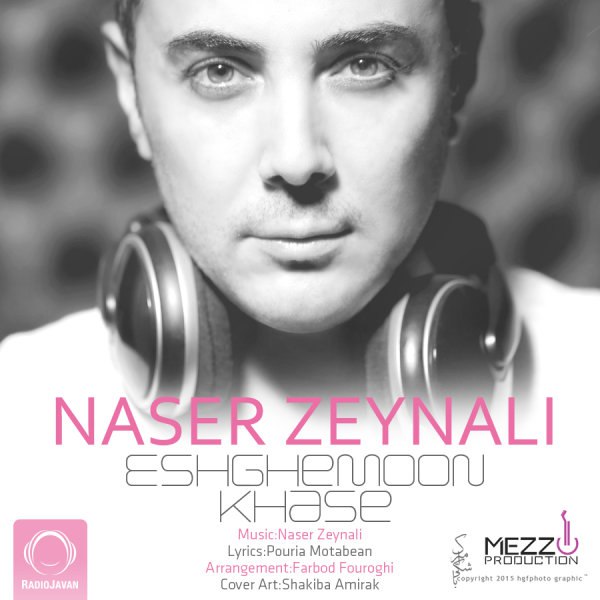 NASER ZEYNALI
ESHGHEMOON
KHASE
Music:Naser Zeynali
Lyrics:Pouria Motabean
Arrangement:Farbod Fouroghi
Cover Art:Shakiba Amirak
RADIOJAVAN
MEZZO
PRODUCTION
copyright 2015 hgfphoto graphic